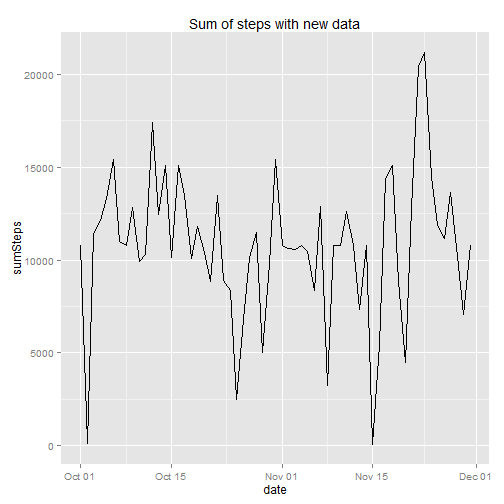 Sum of steps with new data
sumSteps
20000
15000
10000
5000
0
Oct 01 Oct 15 Nov 01 Nov 15 Dec 01
date